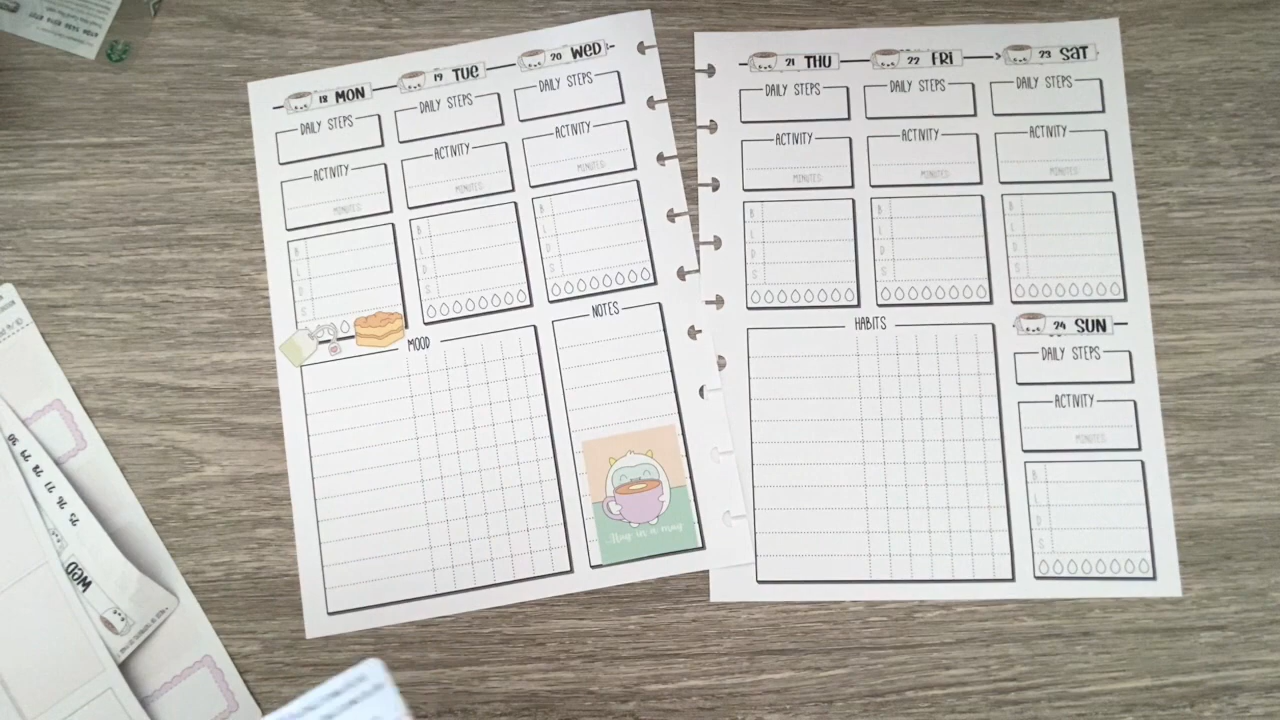 18 MON
19 TUE
20 WED
DAILY STEPS
DAILY STEPS
DAILY STEPS
ACTIVITY
ACTIVITY
ACTIVITY
MINUTES:
MINUTES:
MINUTES:
B
L
D
S
B
L
D
S
B
L
D
S
MOOD
NOTES
Hug in a mug
21 THU
22 FRI
23 SAT
DAILY STEPS
DAILY STEPS
DAILY STEPS
ACTIVITY
ACTIVITY
ACTIVITY
MINUTES:
MINUTES:
MINUTES:
B
L
D
S
B
L
D
S
B
L
D
S
HABITS
24 SUN
DAILY STEPS
ACTIVITY
MINUTES:
B
L
D
S
WED